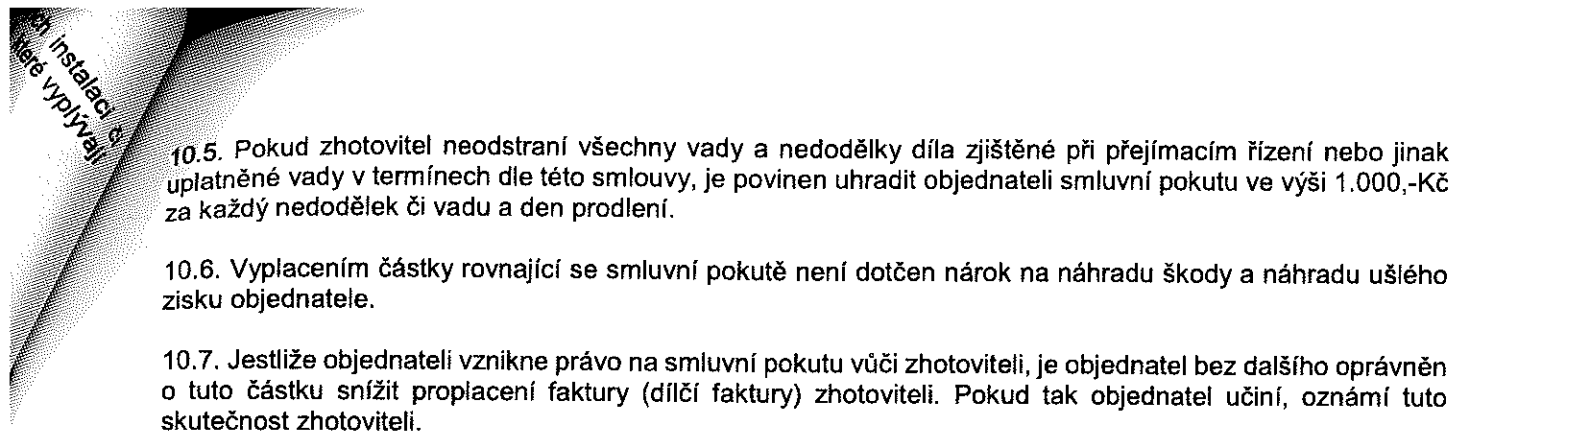 ch instalací či
které vyplývají
10.5. Pokud zhotovitel neodstraní všechny vady a nedodělky díla zjištěné při přejímacím řízení nebo jinak
uplatněné vady v termínech dle této smlouvy, je povinen uhradit objednateli smluvní pokutu ve výši 1.000,-Kč
za každý nedodělek či vadu a den prodlení.
10.6. Vyplacením částky rovnající se smluvní pokutě není dotčen nárok na náhradu škody a náhradu ušlého
zisku objednatele.
10.7. Jestliže objednateli vznikne právo na smluvní pokutu vůči zhotoviteli, je objednatel bez dalšího oprávněn
o tuto částku snížit proplacení faktury (dílčí faktury) zhotoviteli. Pokud tak objednatel učiní, oznámí tuto
skutečnost zhotoviteli.